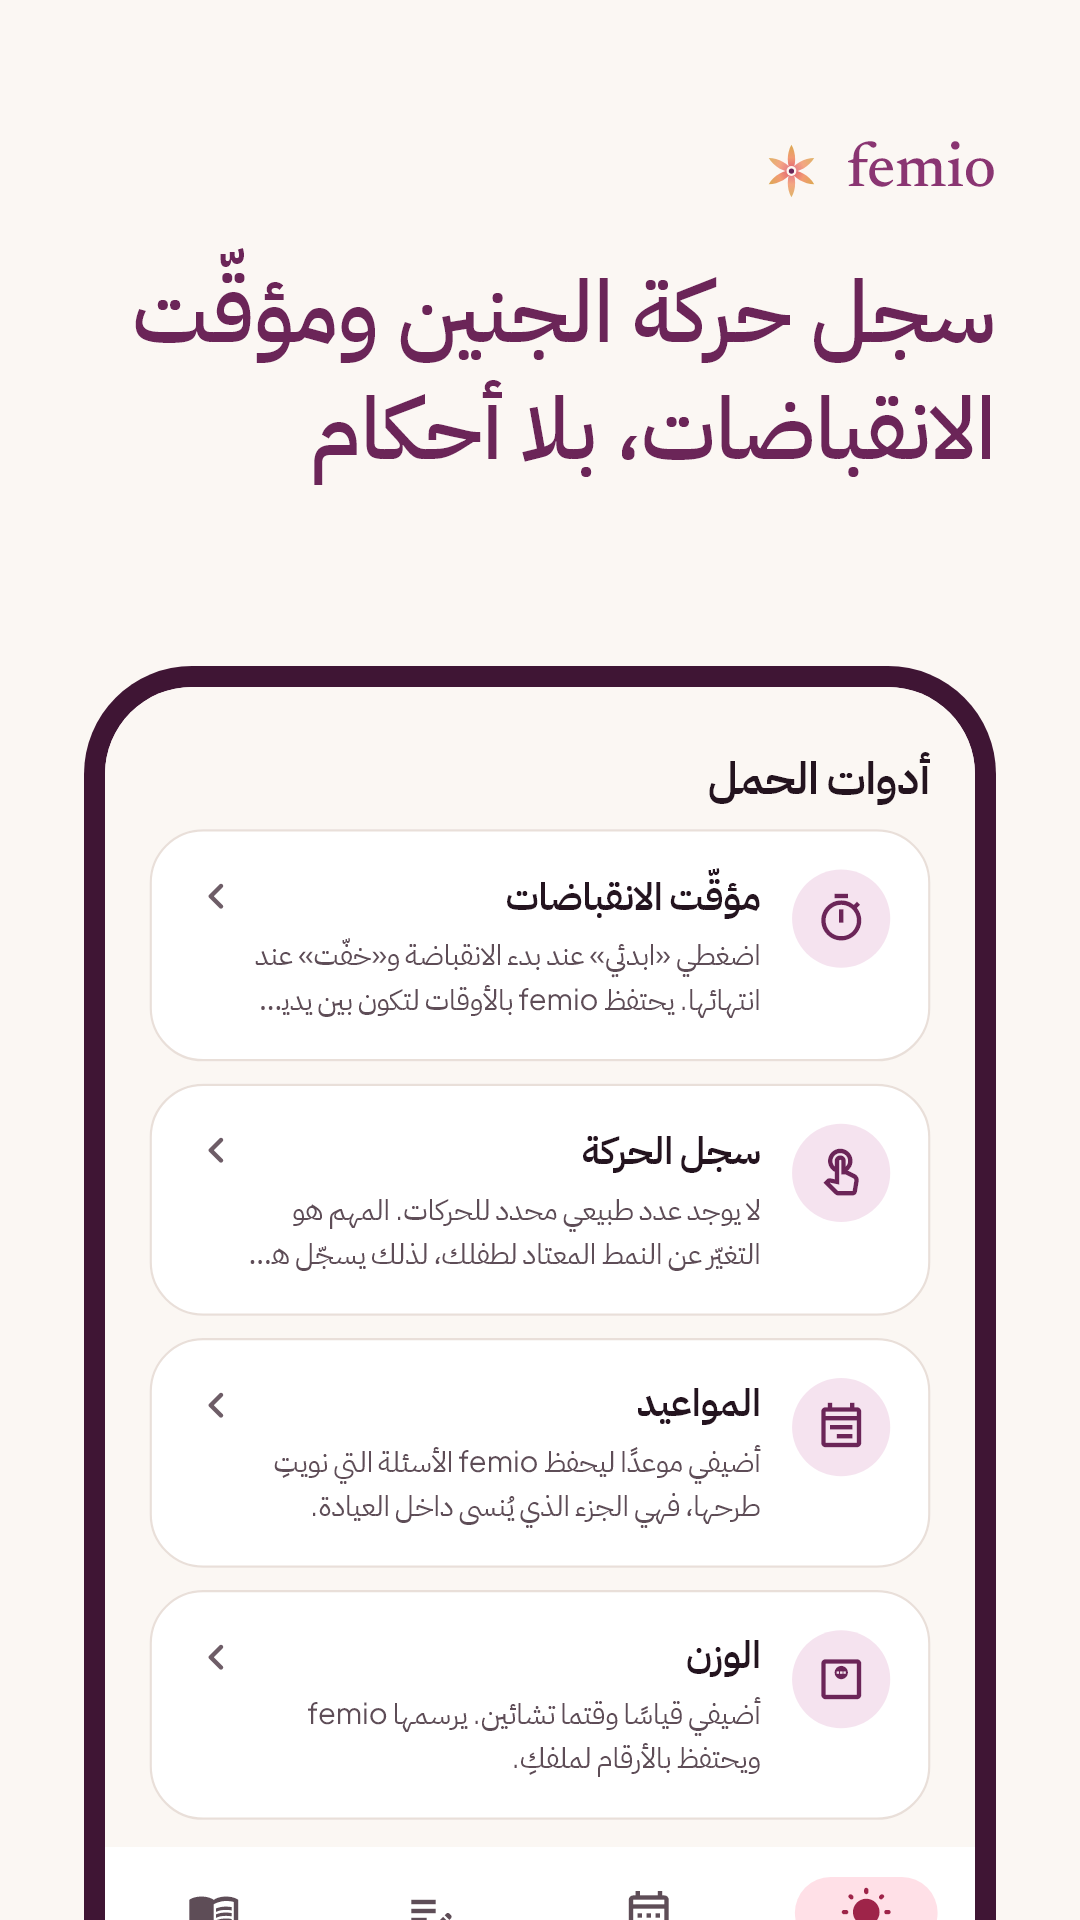 femio
سجل حركة الجنين ومؤقّت
الانقباضات، بلا أحكام
أدوات الحمل
مؤقّت الانقباضات
اضغطي «ابدئي» عند بدء الانقباضة و«خفّت» عند
انتهائها. يحتفظ femio بالأوقات لتكون بين يديـ...
سجل الحركة
لا يوجد عدد طبيعي محدد للحركات. المهم هو
التغيّر عن النمط المعتاد لطفلك، لذلك يسجّل هـ...
المواعيد
أضيفي موعدًا ليحفظ femio الأسئلة التي نويتِ
طرحها، فهي الجزء الذي يُنسى داخل العيادة.
الوزن
أضيفي قياسًا وقتما تشائين. يرسمها femio
ويحتفظ بالأرقام لملفكِ.